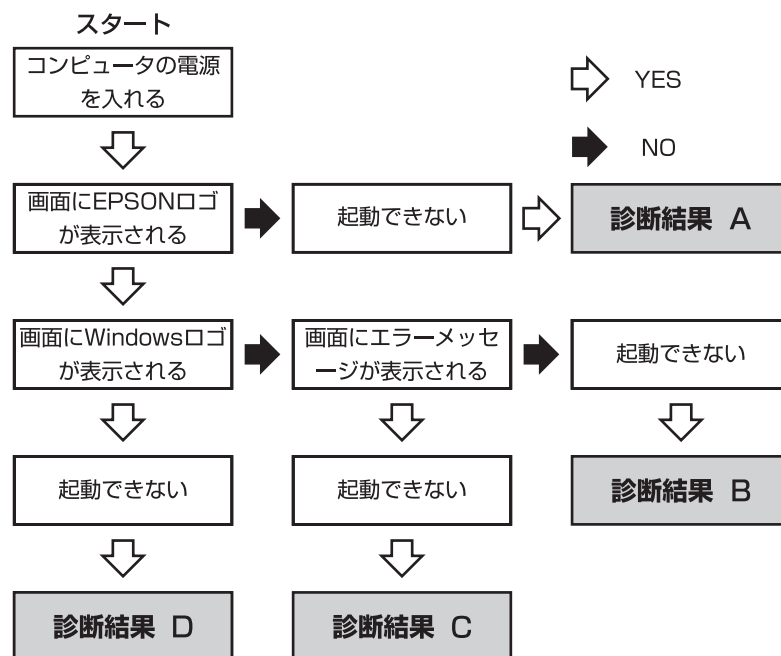 スタート
コンピュータの電源
を入れる
YES
NO
画面にEPSONロゴ
が表示される
起動できない
診断結果 A
画面にWindowsロゴ
が表示される
画面にエラーメッセ
ージが表示される
起動できない
起動できない
起動できない
診断結果 B
診断結果 D
診断結果 C